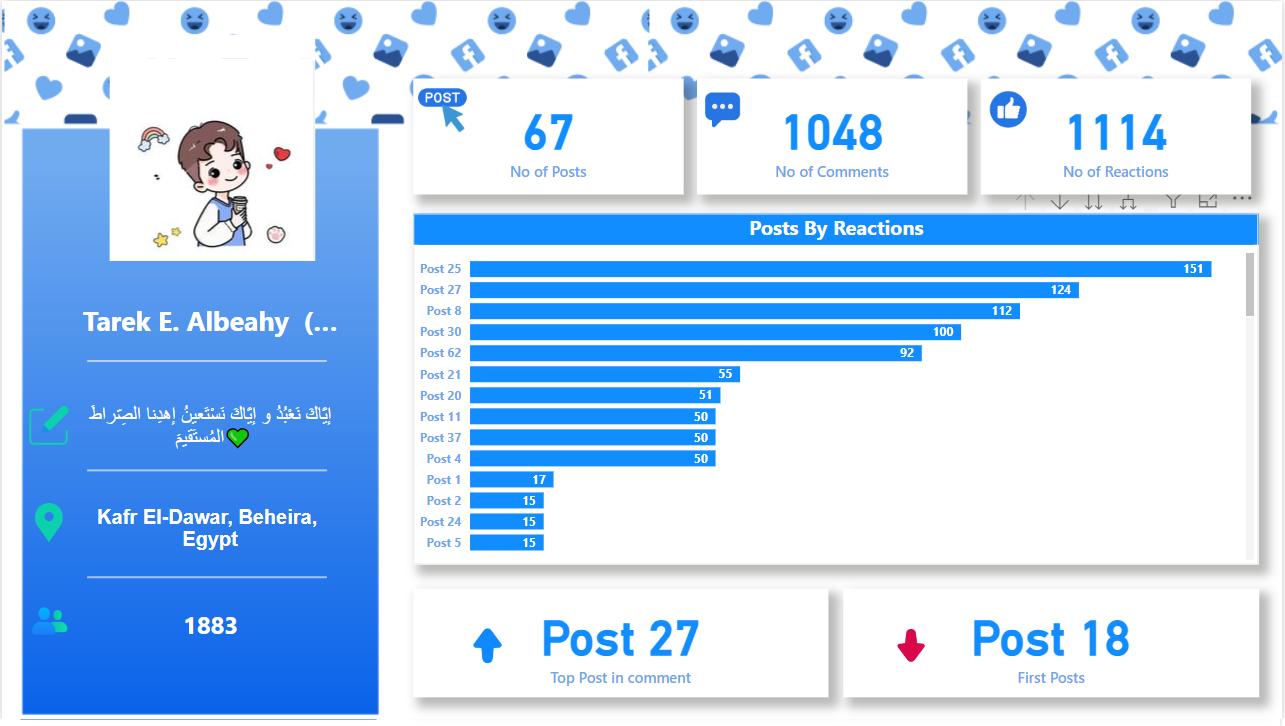 POST
67
No of Posts
1048
No of Comments
1114
No of Reactions
Tarek E. Albeahy (...
إيّاكَ نَعْبُدُ و إيّاكَ نَسْتَعينُ إهدِنا الصِّراطَ
المُستَقيمَ💚
Kafr El-Dawar, Beheira,
Egypt
1883
Posts By Reactions
Post 25 151
Post 27 124
Post 8 112
Post 30 100
Post 62 92
Post 21 55
Post 20 51
Post 11 50
Post 37 50
Post 4 50
Post 1 17
Post 2 15
Post 24 15
Post 5 15
Post 27
Top Post in comment
Post 18
First Posts